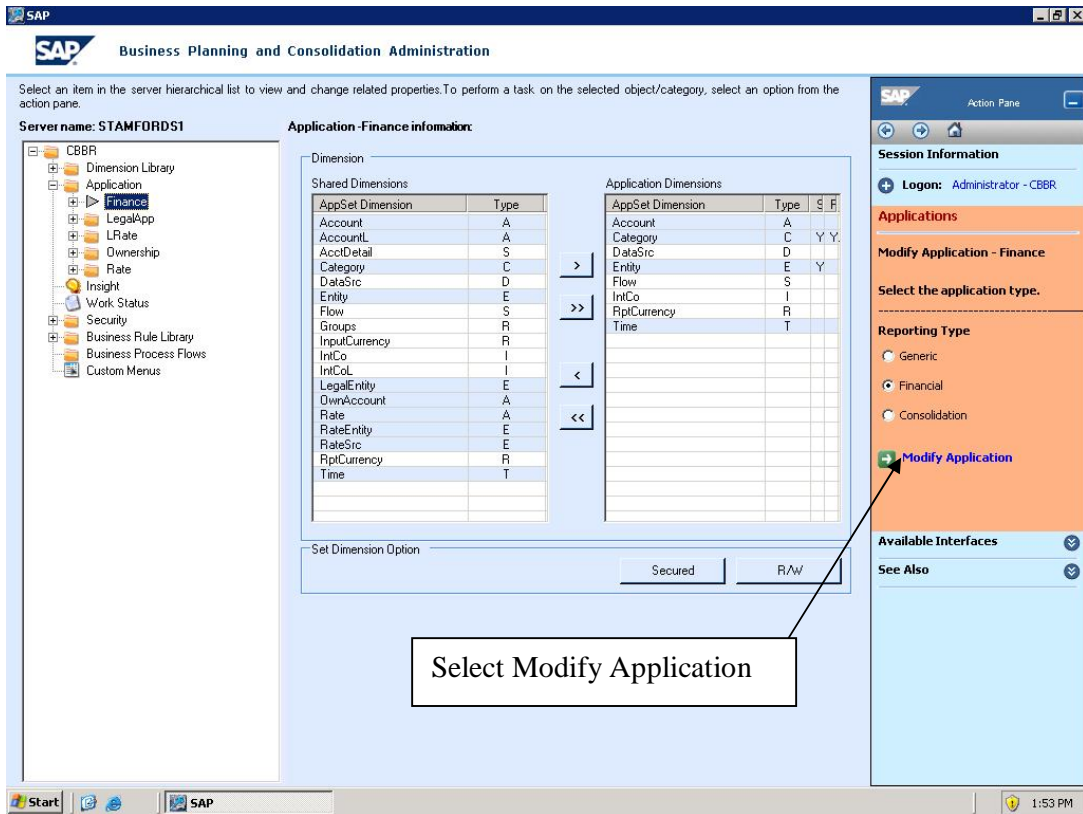 SAP
SAP
Business Planning and Consolidation Administration
Select an item in the server hierarchical list to view and change related properties.To perform a task on the selected object/category, select an option from the
action pane.
Server name: STAMFORDS1
CBBR
Dimension Library
Application
Finance
LegalApp
LRate
Ownership
Rate
Insight
Work Status
Security
Business Rule Library
Business Process Flows
Custom Menus
Application -Finance information:
Dimension
Shared Dimensions
AppSet Dimension Type
Account A
AccountL A
AcctDetail S
Category C
DataSrc D
Entity E
Flow S
Groups R
InputCurrency R
IntCo I
IntCoL I
LegalEntity E
OwnAccount A
Rate A
RateEntity E
RateSrc E
RptCurrency R
Time T
>
>>
<
<<
Application Dimensions
AppSet Dimension Type S F
Account A
Category C Y Y.
DataSrc D
Entity E Y
Flow S
IntCo I
RptCurrency R
Time T
Set Dimension Option
Secured R/W
Select Modify Application
SAP Action Pane
Session Information
Logon: Administrator - CBBR
Applications
Modify Application - Finance
Select the application type.
Reporting Type
Generic
Financial
Consolidation
Modify Application
Available Interfaces
See Also
Start SAP 1:53 PM